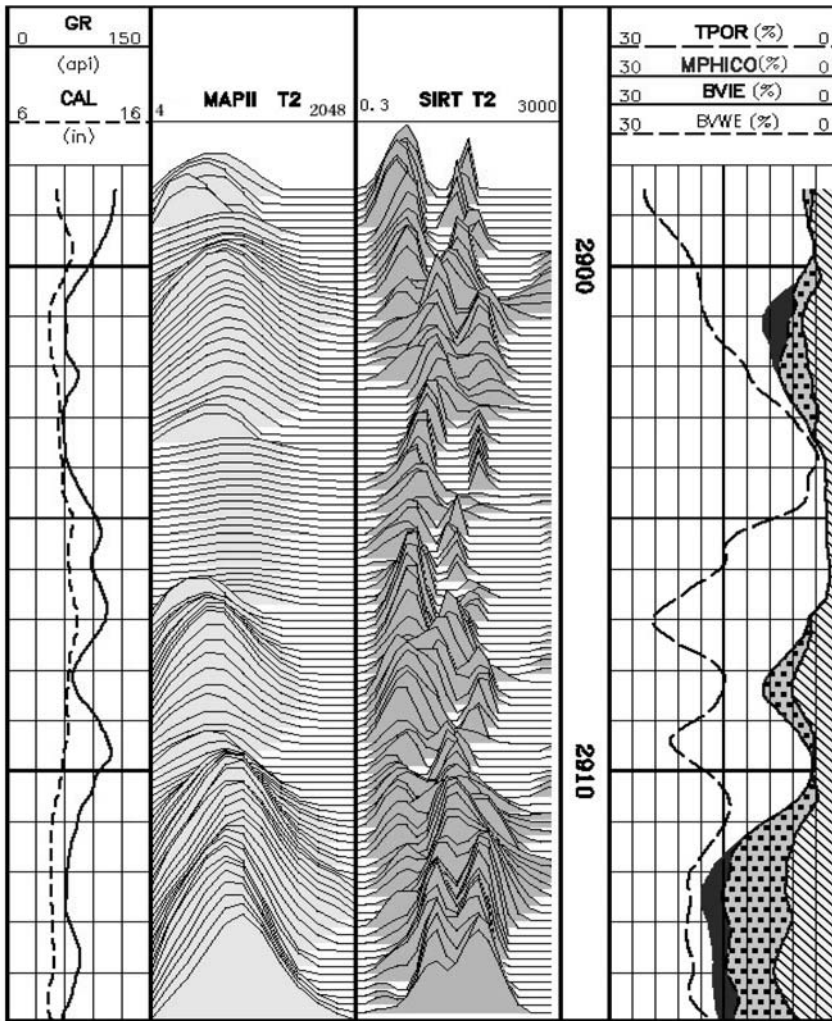 GR
0 150
(api)
CAL
6 16
(in)
MAPII T2
4 2048
SIRT T2
0.3 3000
TPOR (%)
30 0
MPHICO(%)
30 0
BVIE (%)
30 0
BVWE (%)
30 0
2900
2910